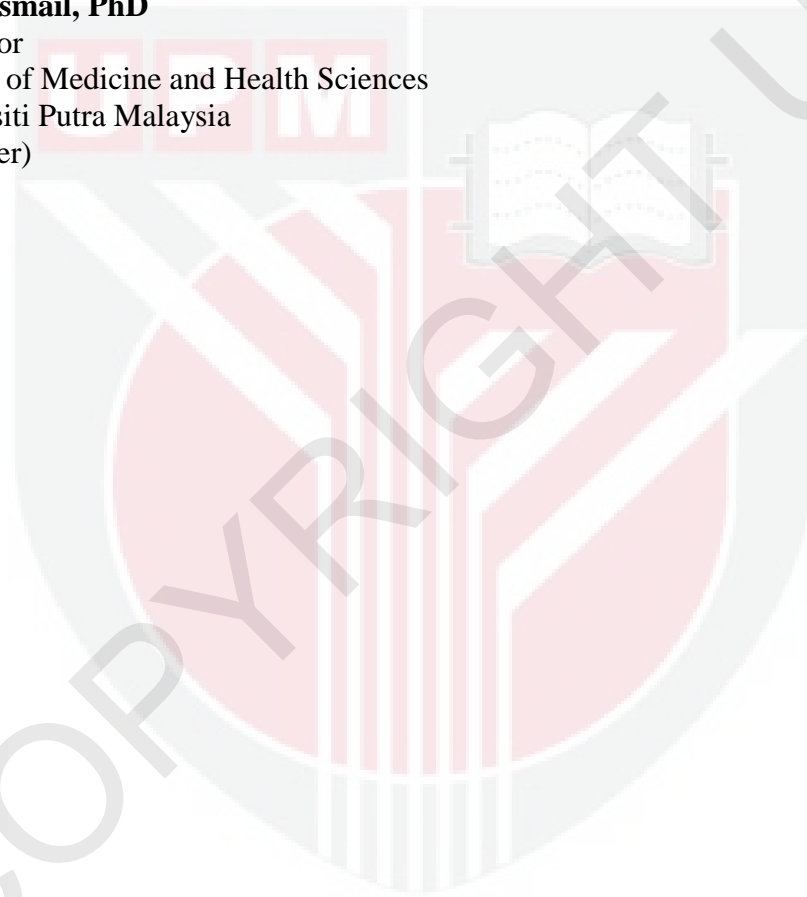 smail, PhD
or
of Medicine and Health Sciences
siti Putra Malaysia
er)
UPM
COPYRIGHT U